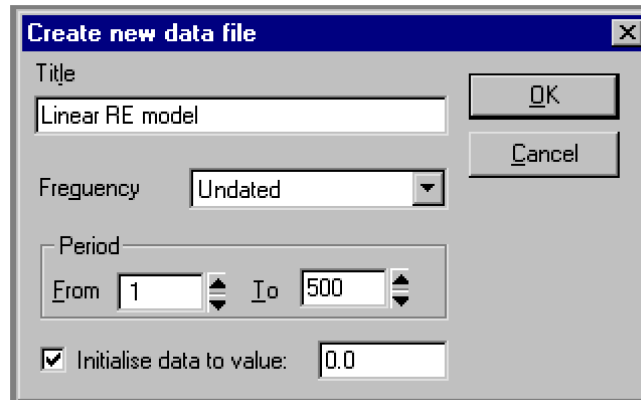 Create new data file
Title
Linear RE model
OK
Cancel
Freguency Undated
Period
From 1 To 500
Initialise data to value: 0.0